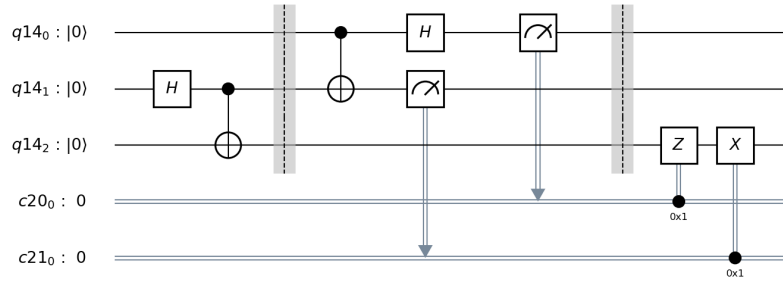 q14₀ : |0⟩ H
q14₁ : |0⟩ H
q14₂ : |0⟩ Z X
c20₀ : 0
0x1
c21₀ : 0
0x1